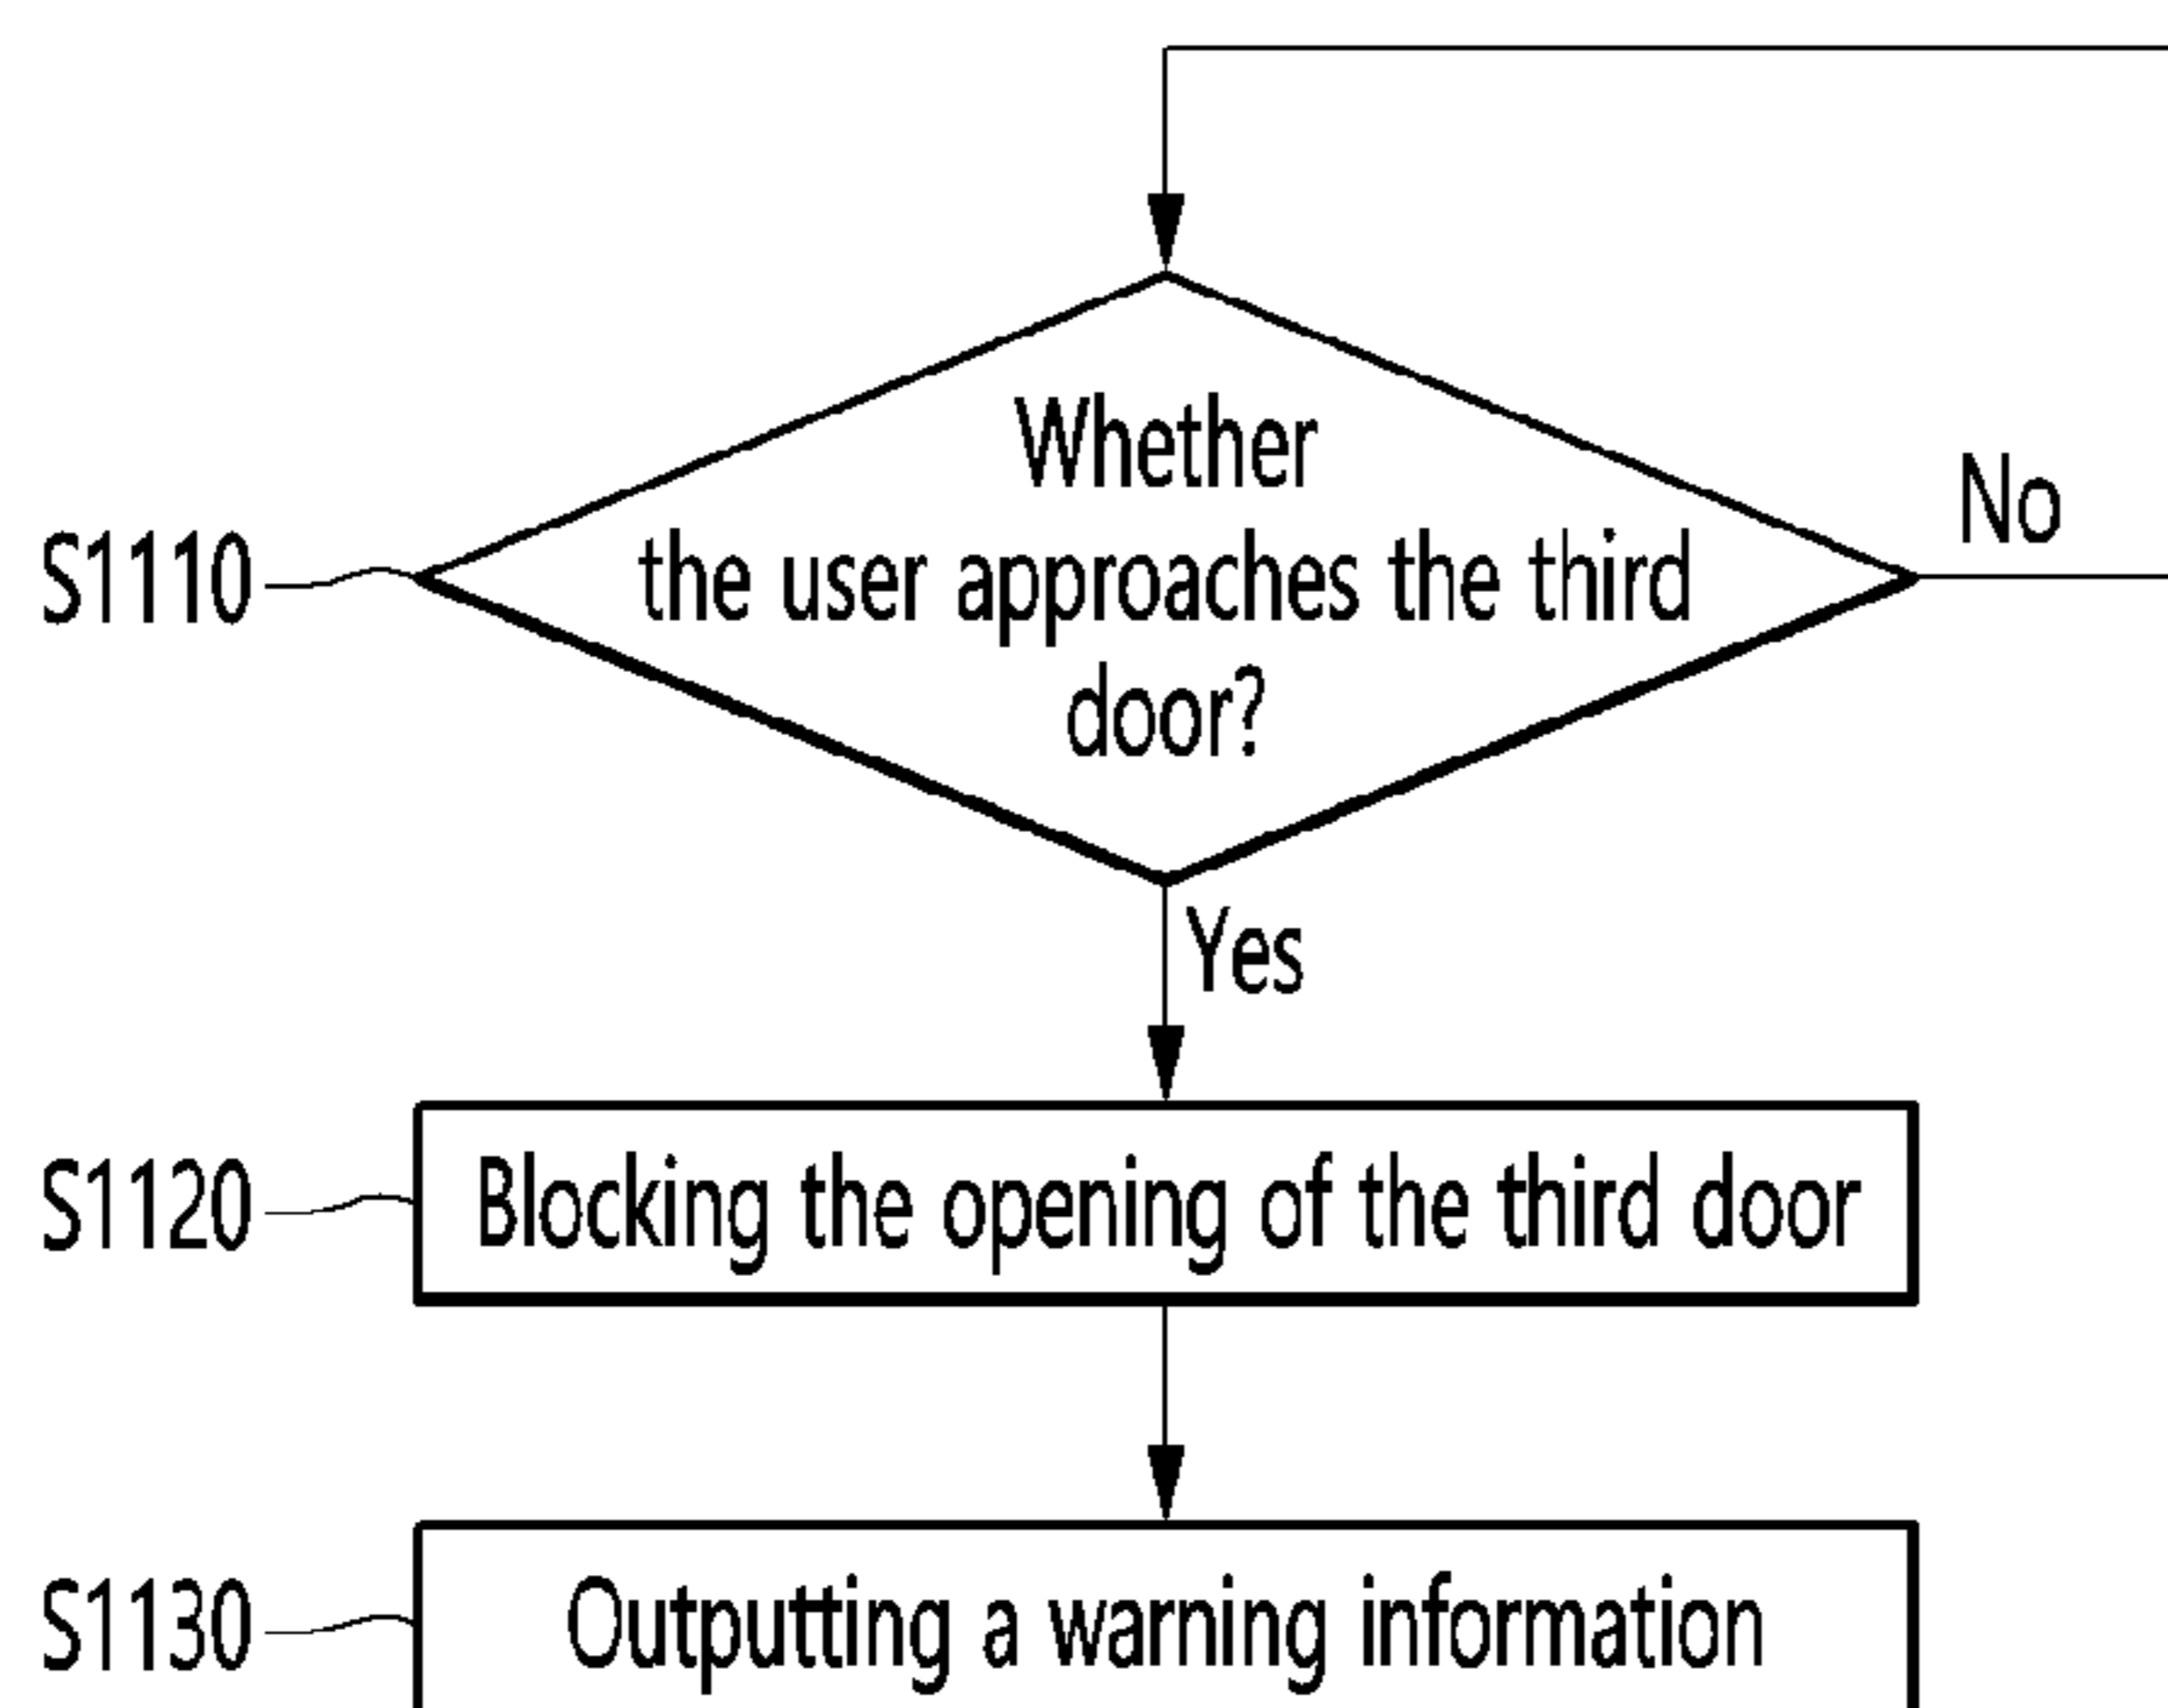 Whether
No
S1110
the user approaches the third
door?
Yes
S1120
Blocking the opening of the third door
S1130
Outputting a warning information